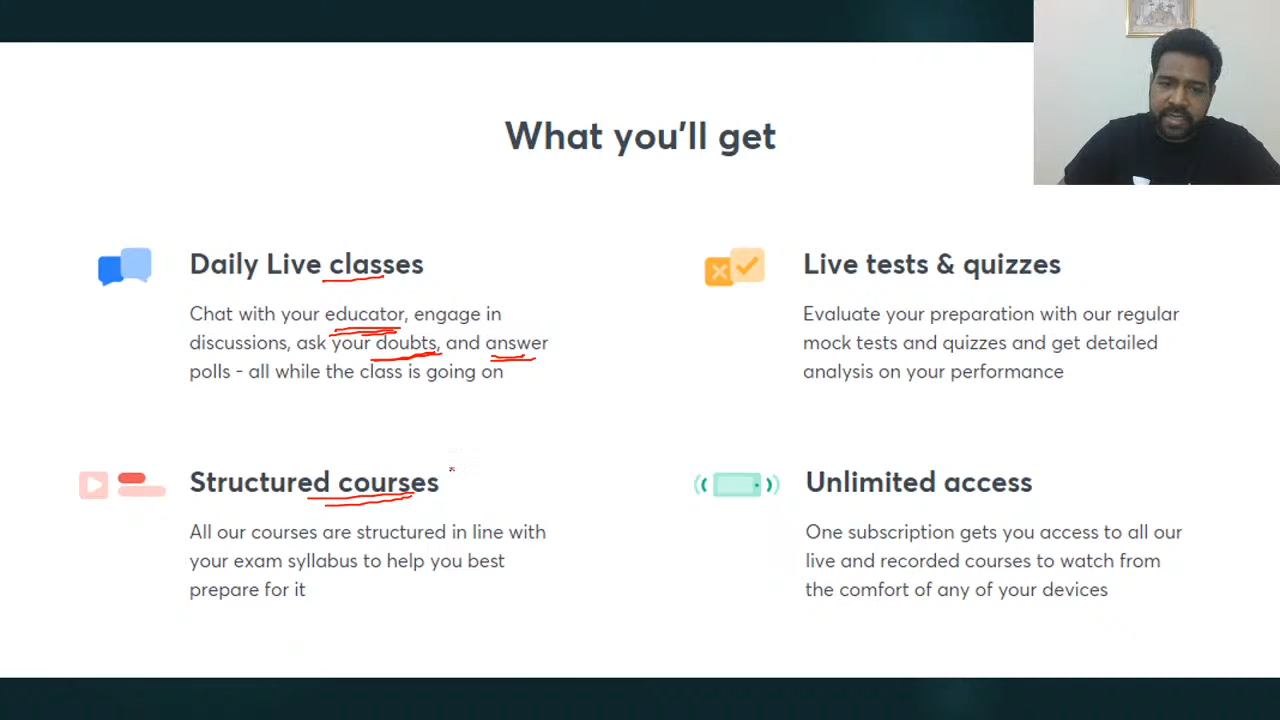 What you'll get
Daily Live classes
Chat with your educator, engage in
discussions, ask your doubts, and answer
polls - all while the class is going on
Live tests & quizzes
Evaluate your preparation with our regular
mock tests and quizzes and get detailed
analysis on your performance
Structured courses
All our courses are structured in line with
your exam syllabus to help you best
prepare for it
Unlimited access
One subscription gets you access to all our
live and recorded courses to watch from
the comfort of any of your devices